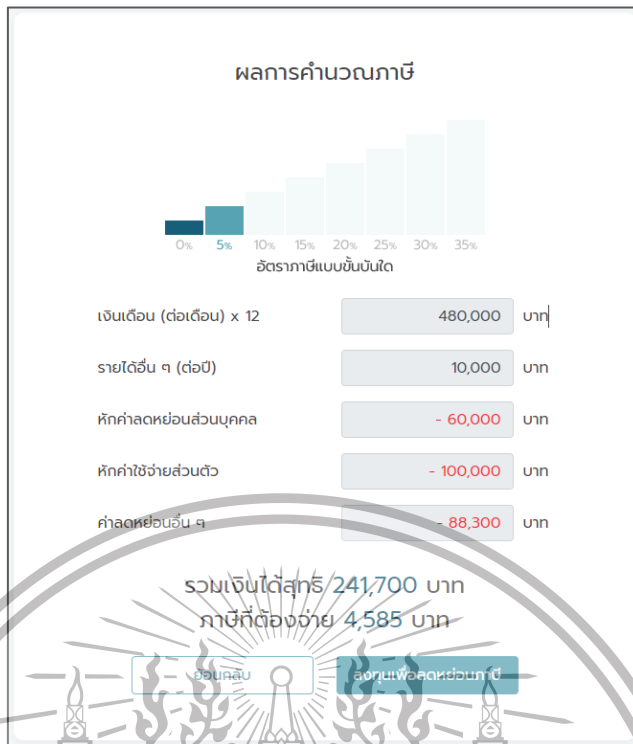 ผลการคำนวณภาษี
0% 5% 10% 15% 20% 25% 30% 35%
อัตราภาษีแบบขั้นบันใด
เงินเดือน (ต่อเดือน) x 12 480,000 บาท
รายได้อื่น ๆ (ต่อปี) 10,000 บาท
หักค่าลดหย่อนส่วนบุคคล - 60,000 บาท
หักค่าใช้จ่ายส่วนตัว - 100,000 บาท
ค่าลดหย่อนอื่น ๆ - 88,300 บาท
รวมเงินได้สุทธิ 241,700 บาท
ภาษีที่ต้องจ่าย 4,585 บาท
ย้อนกลับ ลงทุนเพื่อลดหย่อนภาษี